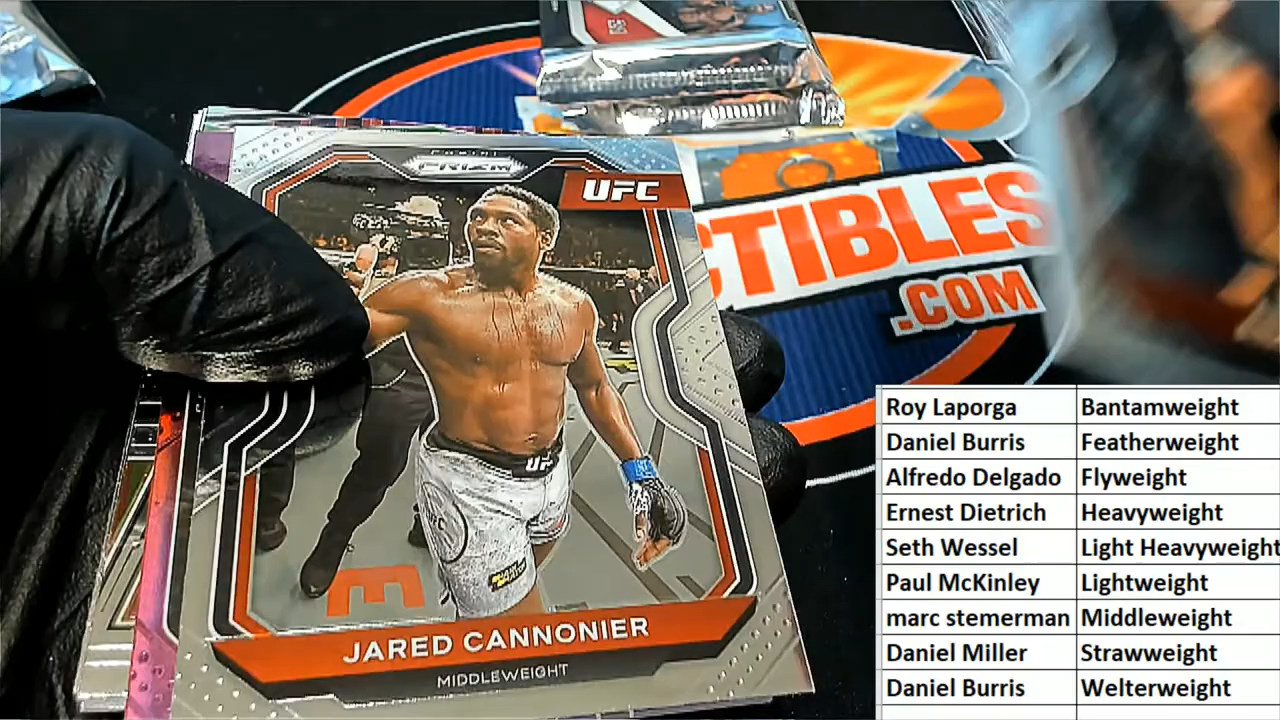 PRIZM
UFC
CTIBLES
.COM
UF
JARED CANNONIER
MIDDLEWEIGHT
Roy Laporga Bantamweight
Daniel Burris Featherweight
Alfredo Delgado Flyweight
Ernest Dietrich Heavyweight
Seth Wessel Light Heavyweight
Paul McKinley Lightweight
marc stemerman Middleweight
Daniel Miller Strawweight
Daniel Burris Welterweight